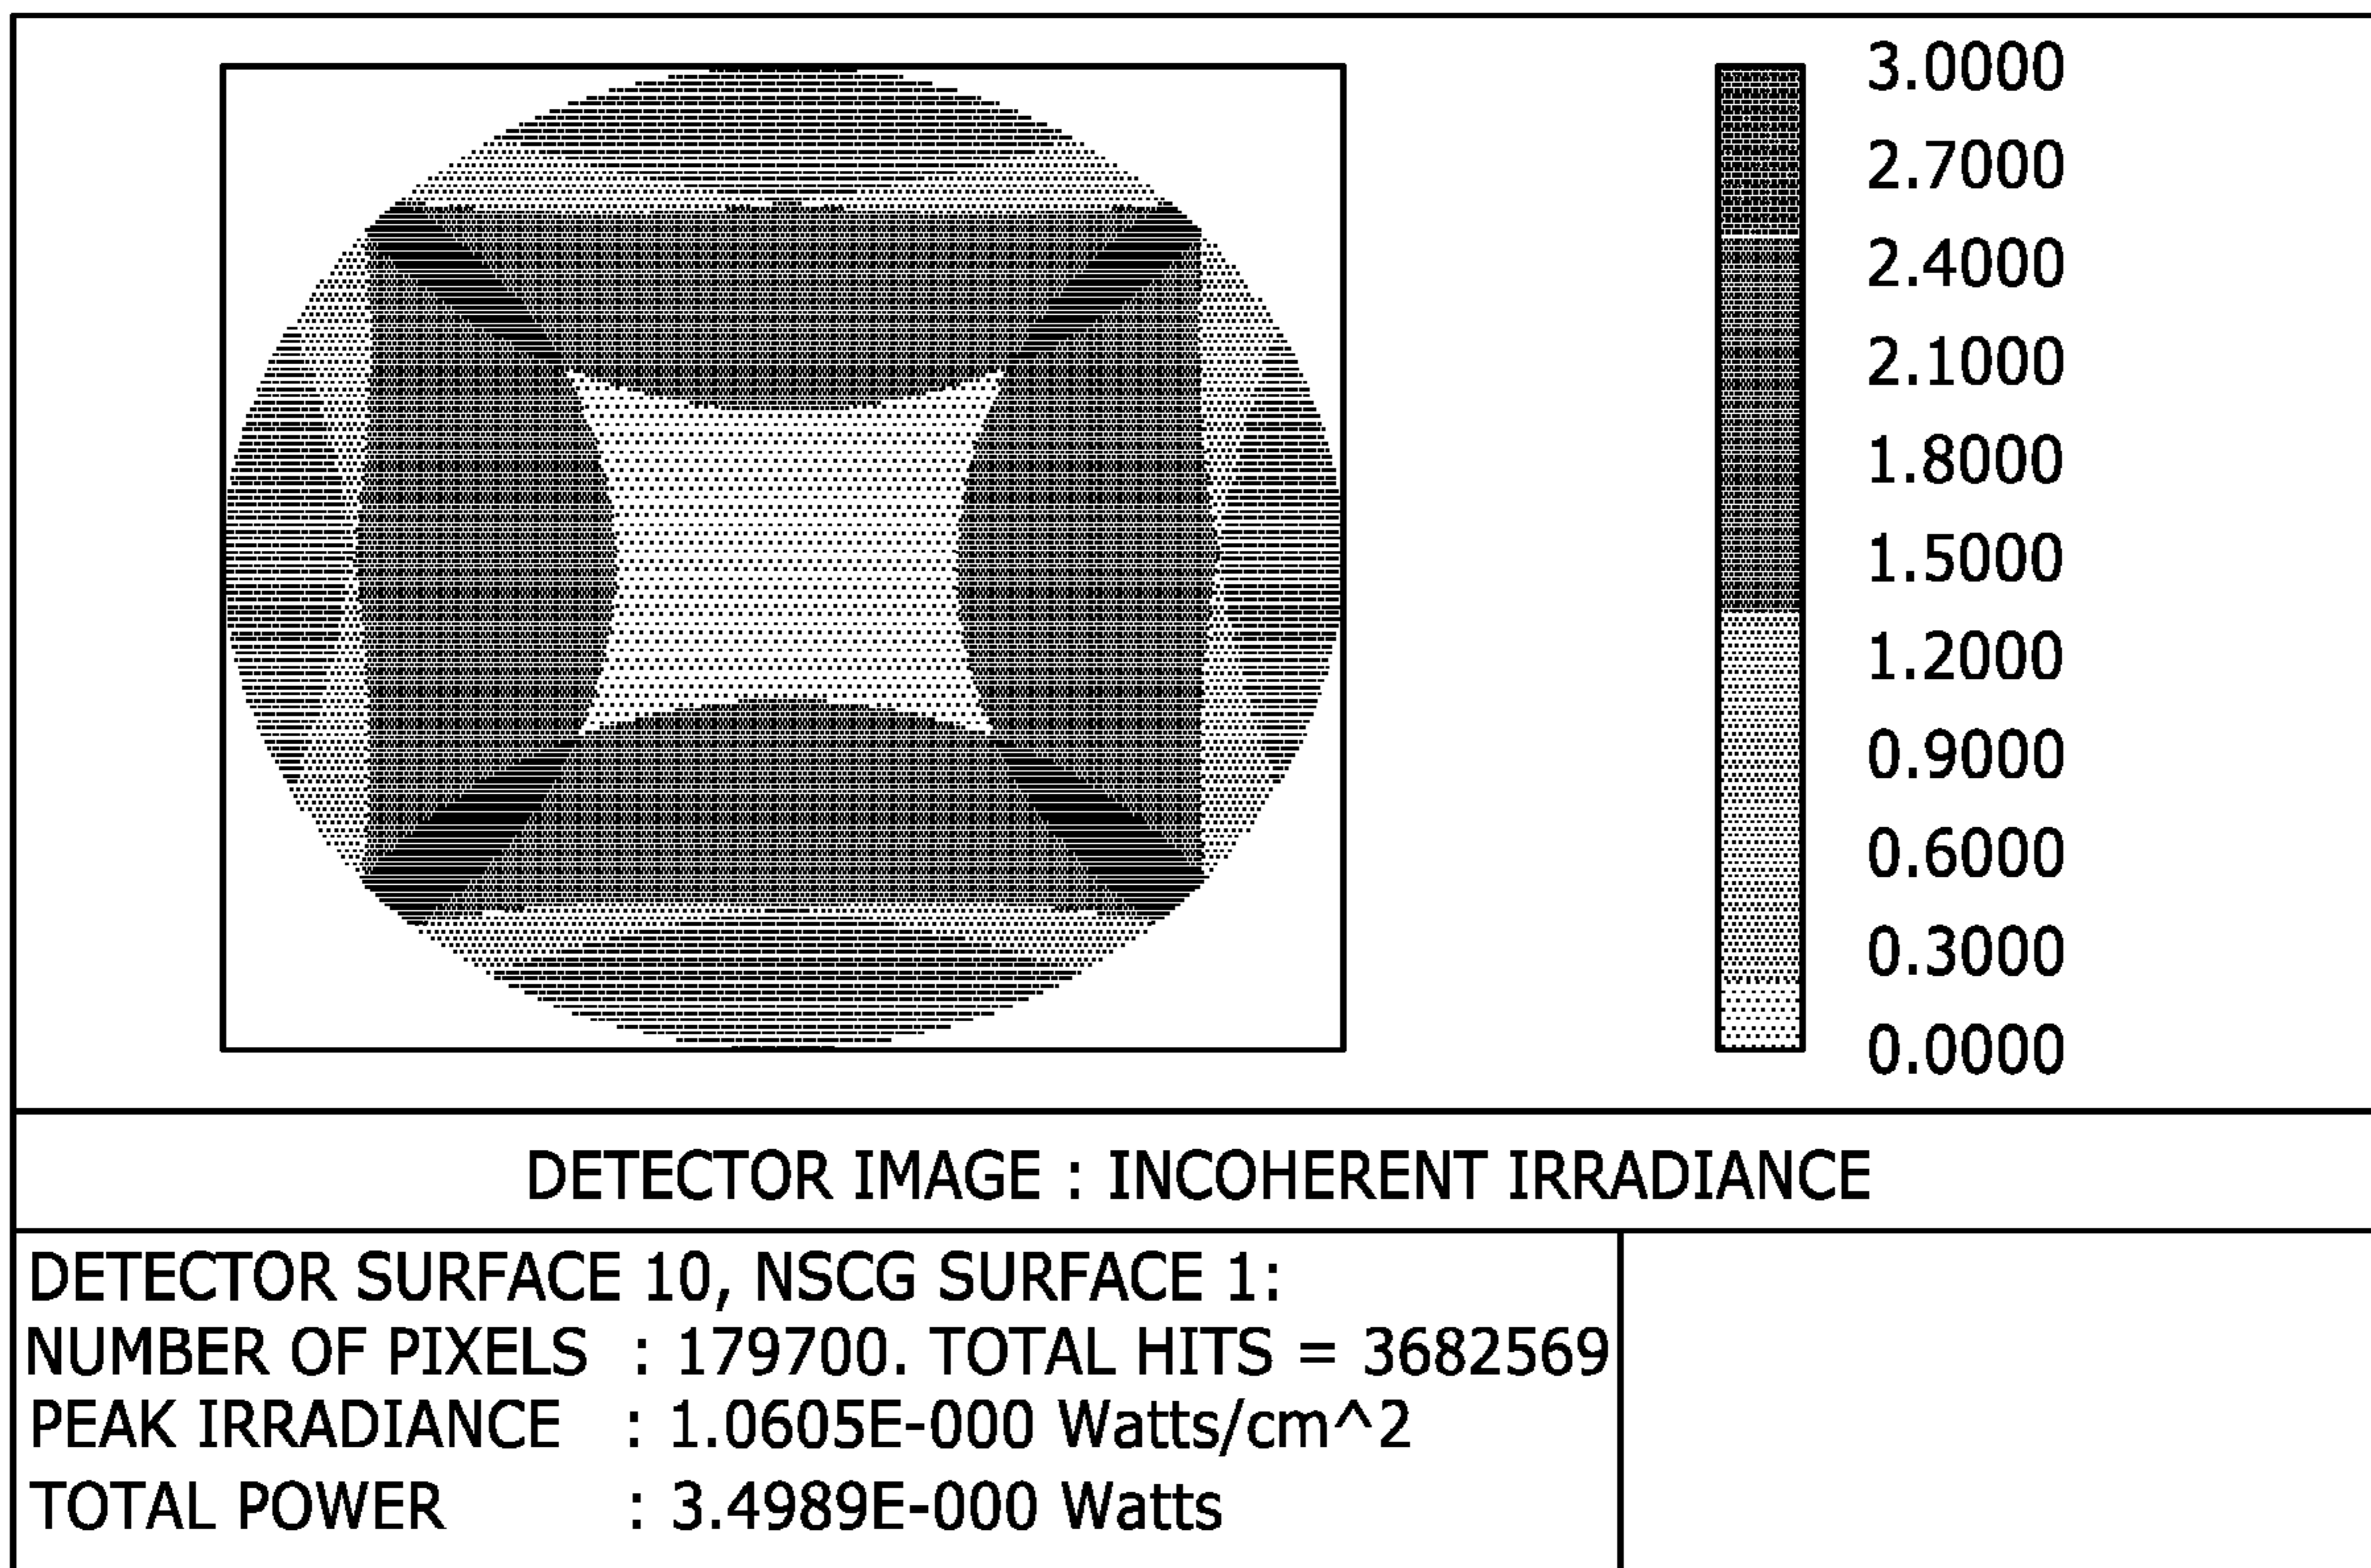 3.0000
2.7000
2.4000
2.1000
1.8000
1.5000
1.2000
0.9000
0.6000
0.3000
0.0000
DETECTOR IMAGE : INCOHERENT IRRADIANCE
DETECTOR SURFACE 10, NSCG SURFACE 1:
NUMBER OF PIXELS : 179700. TOTAL HITS = 3682569
PEAK IRRADIANCE : 1.0605E-000 Watts/cm^2
TOTAL POWER : 3.4989E-000 Watts